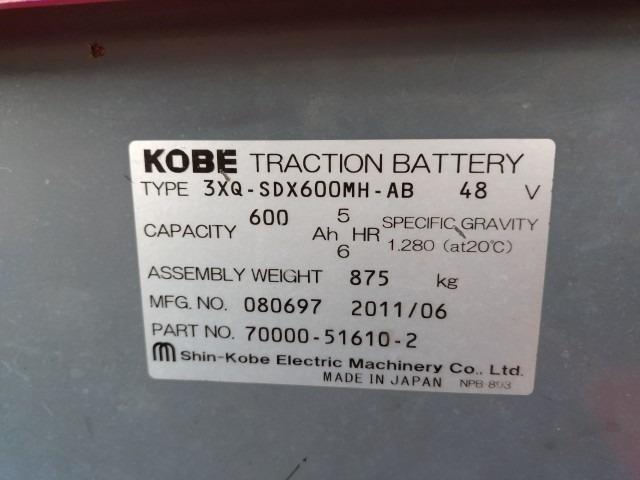 KOBE TRACTION BATTERY
TYPE 3XQ-SDX600MH-AB 48 V
CAPACITY 600 Ah 5 HR SPECIFIC GRAVITY
6 1.280 (at20℃)
ASSEMBLY WEIGHT 875 kg
MFG. NO. 080697 2011/06
PART NO. 70000-51610-2
Shin-Kobe Electric Machinery Co., Ltd.
MADE IN JAPAN NPB-893